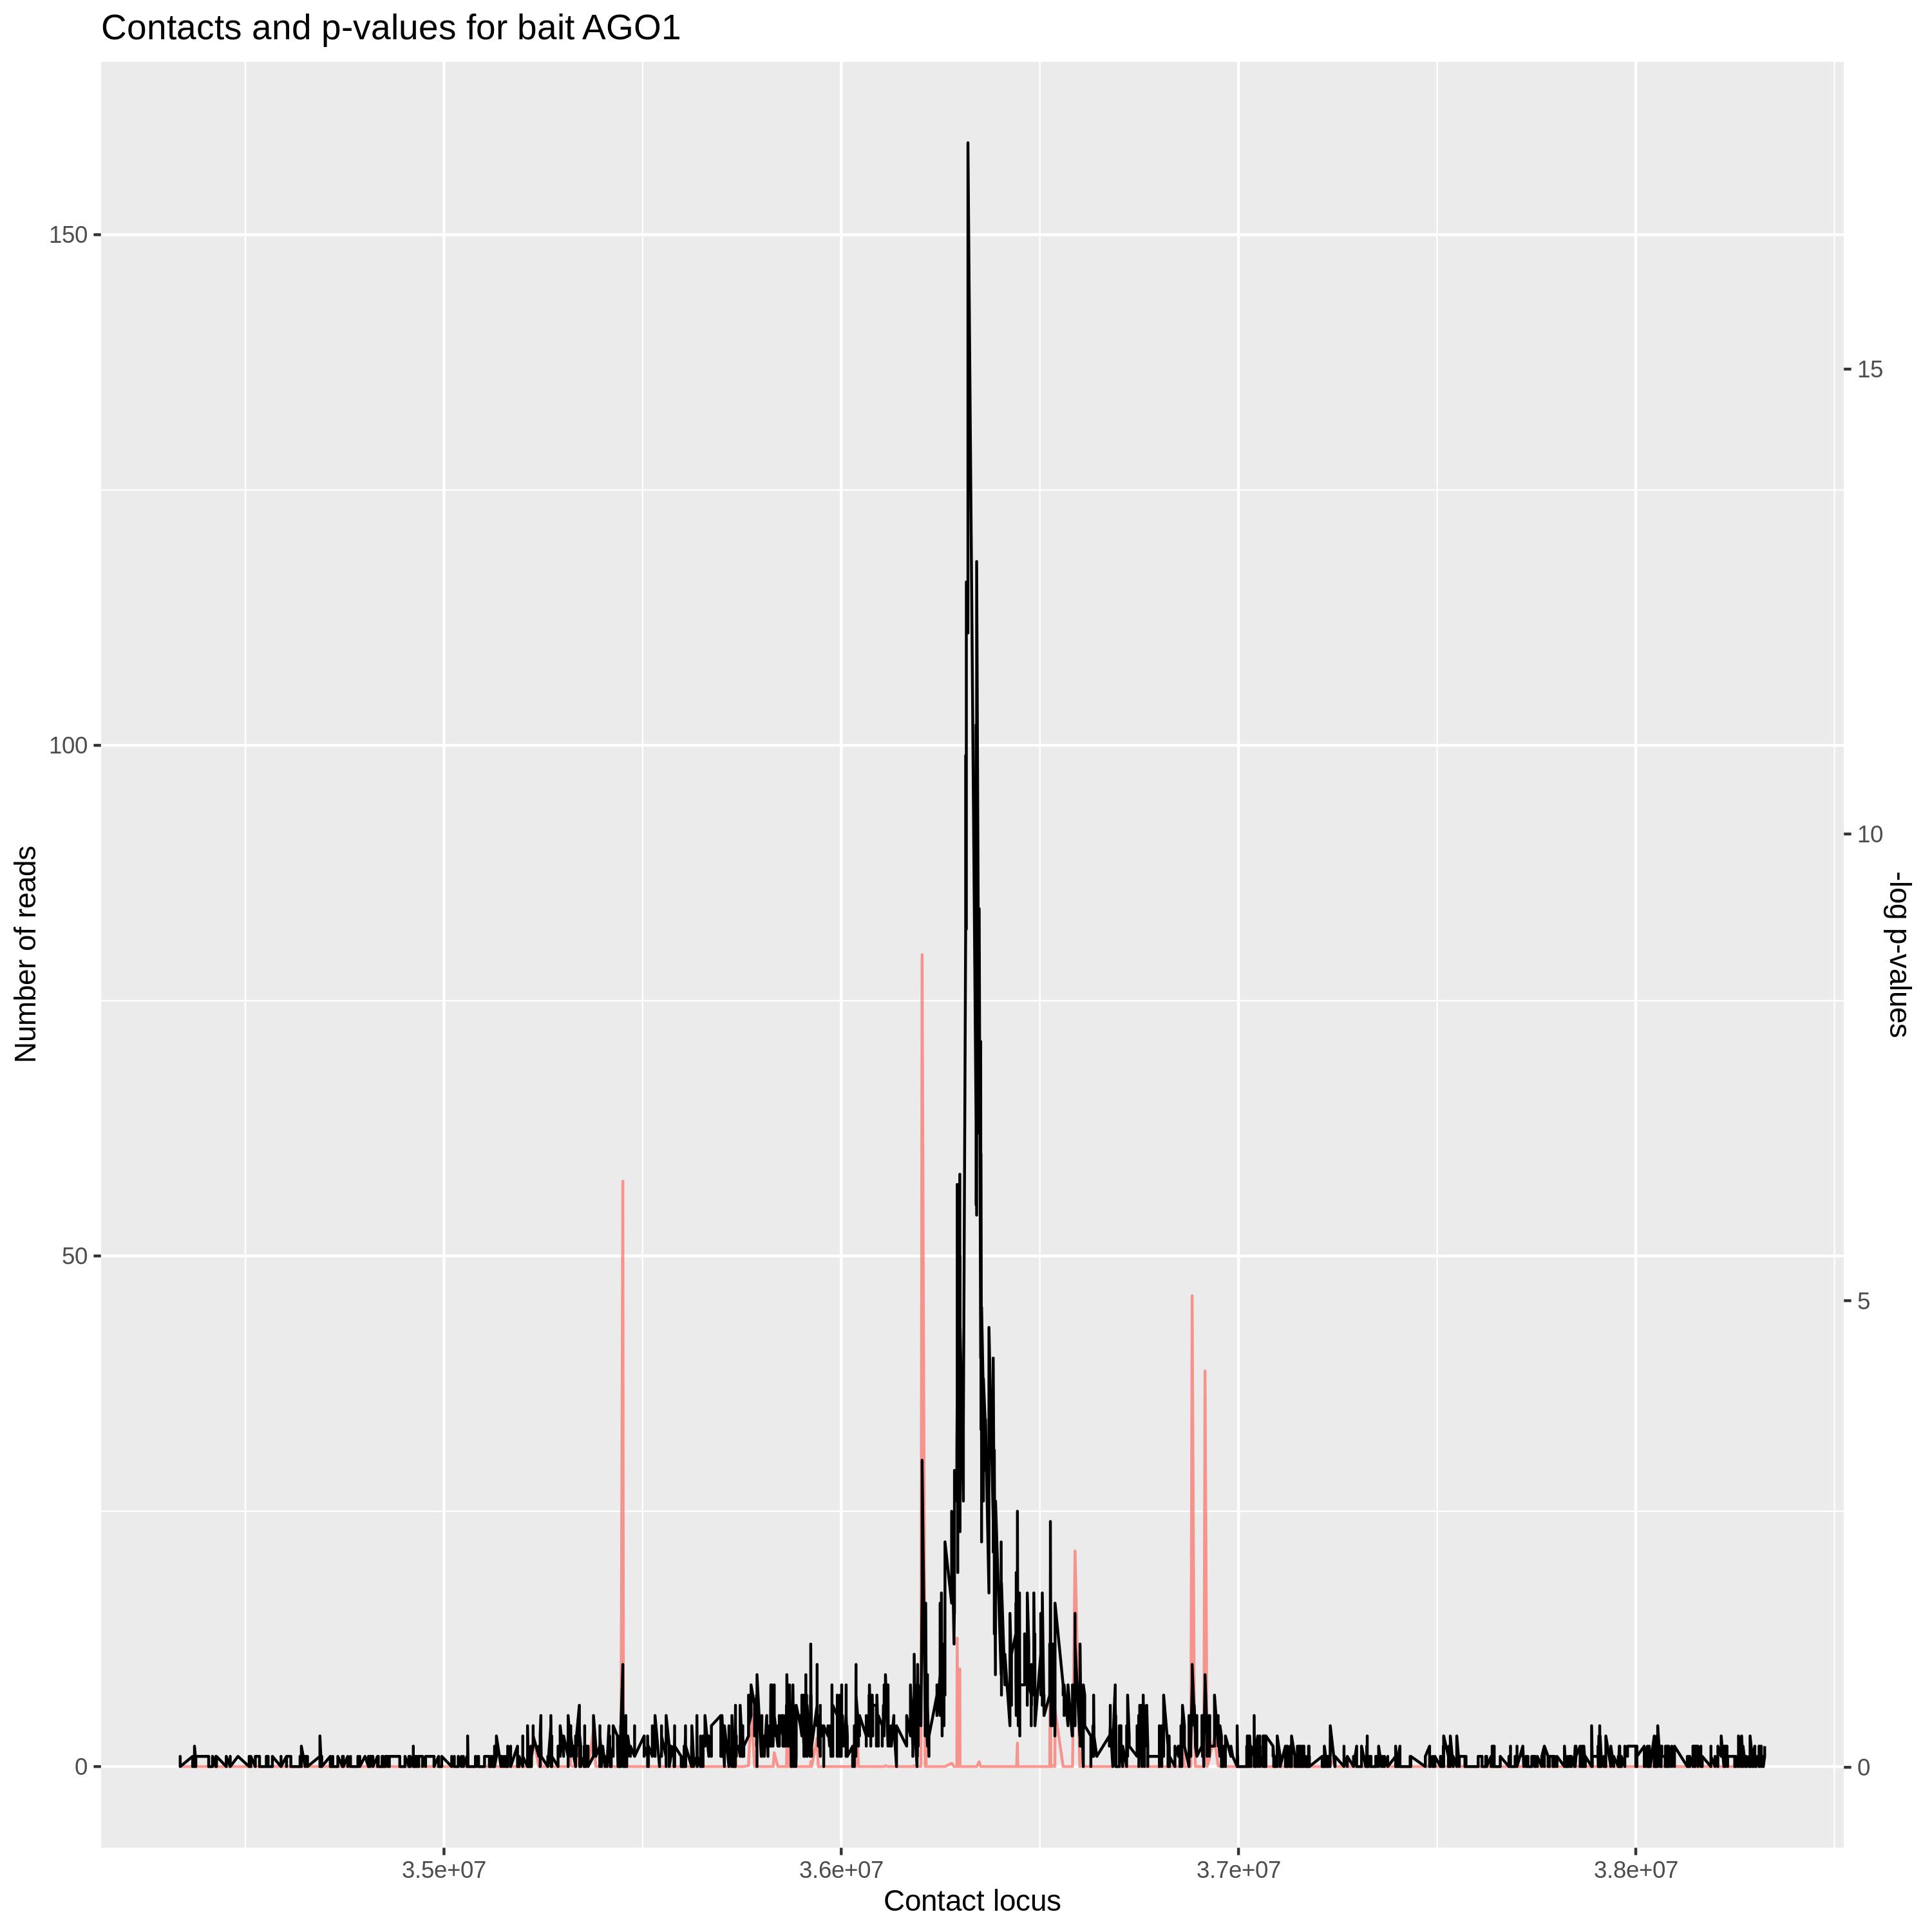 Contacts and p-values for bait AGO1
150
100
50
0
15
10
5
0
Number of reads
-log p-values
3.5e+07 3.6e+07 3.7e+07 3.8e+07
Contact locus